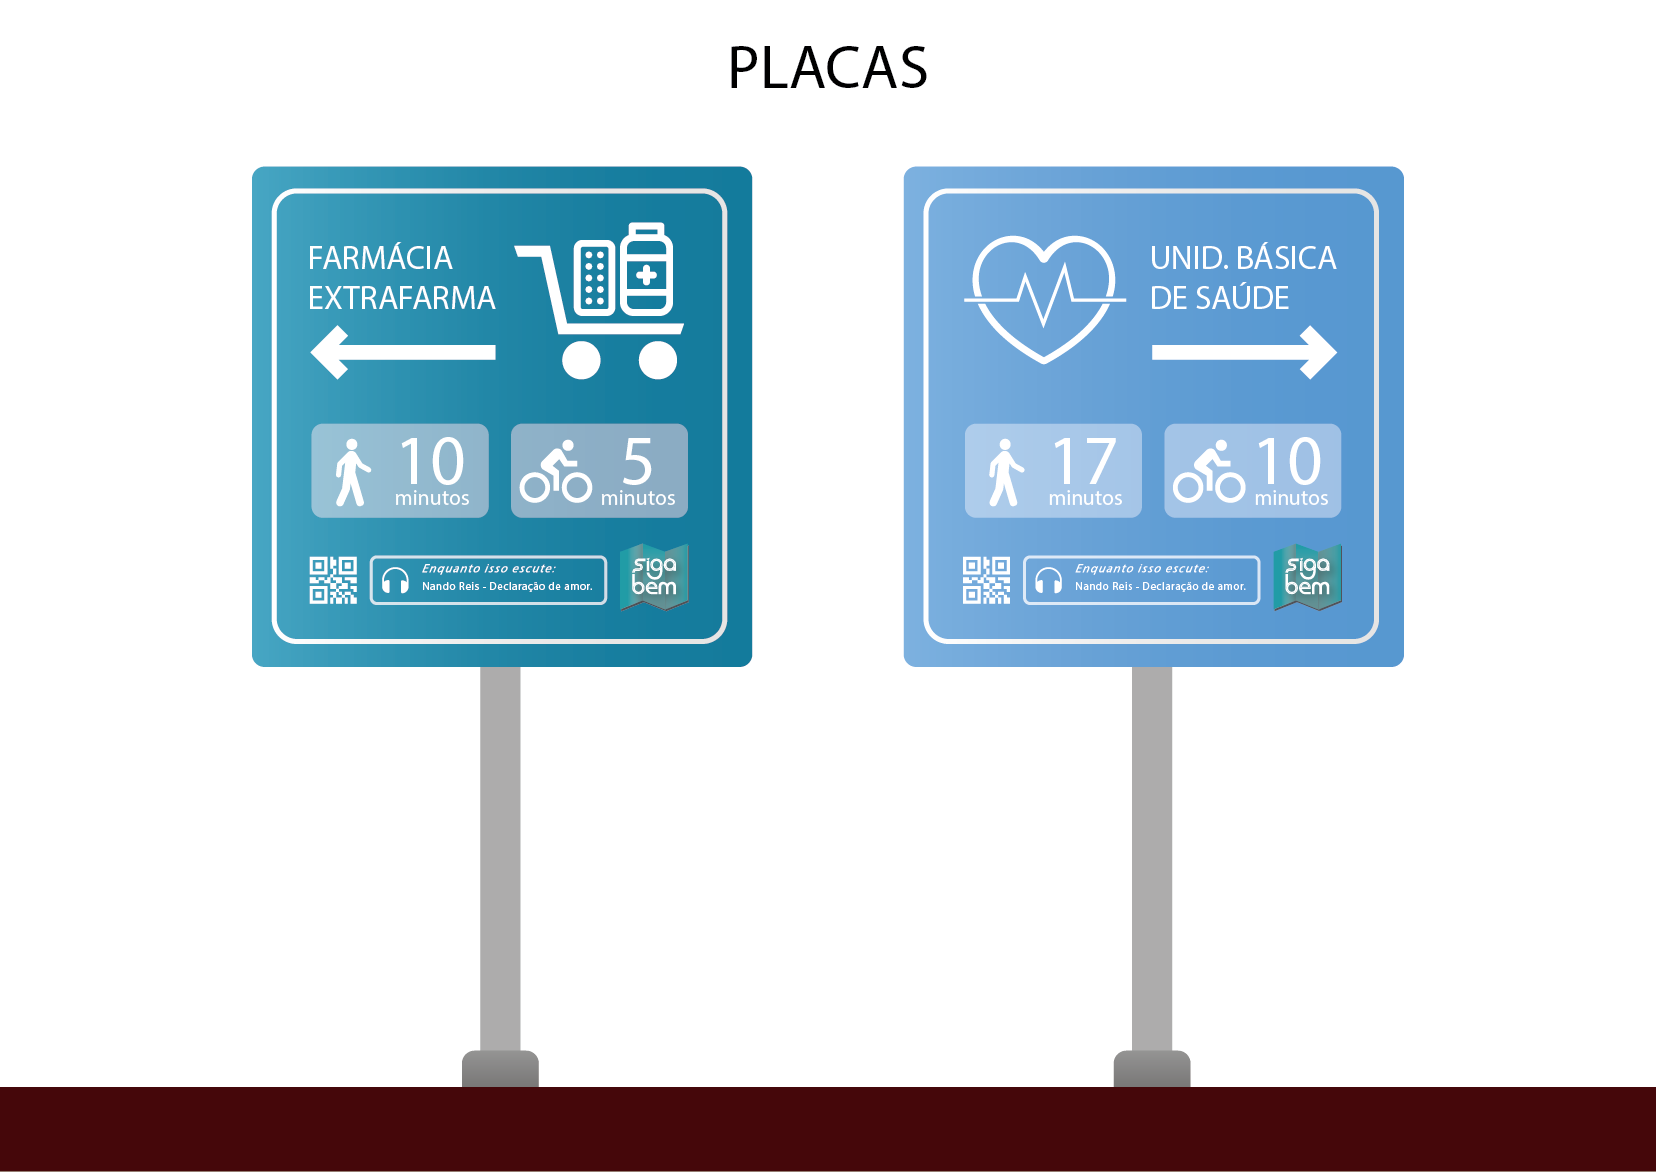 PLACAS
FARMÁCIA
EXTRAFARMA
10
minutos
5
minutos
Enquanto isso escute:
Nando Reis - Declaração de amor.
siga
bem
UNID. BÁSICA
DE SAÚDE
17
minutos
10
minutos
Enquanto isso escute:
Nando Reis - Declaração de amor.
siga
bem